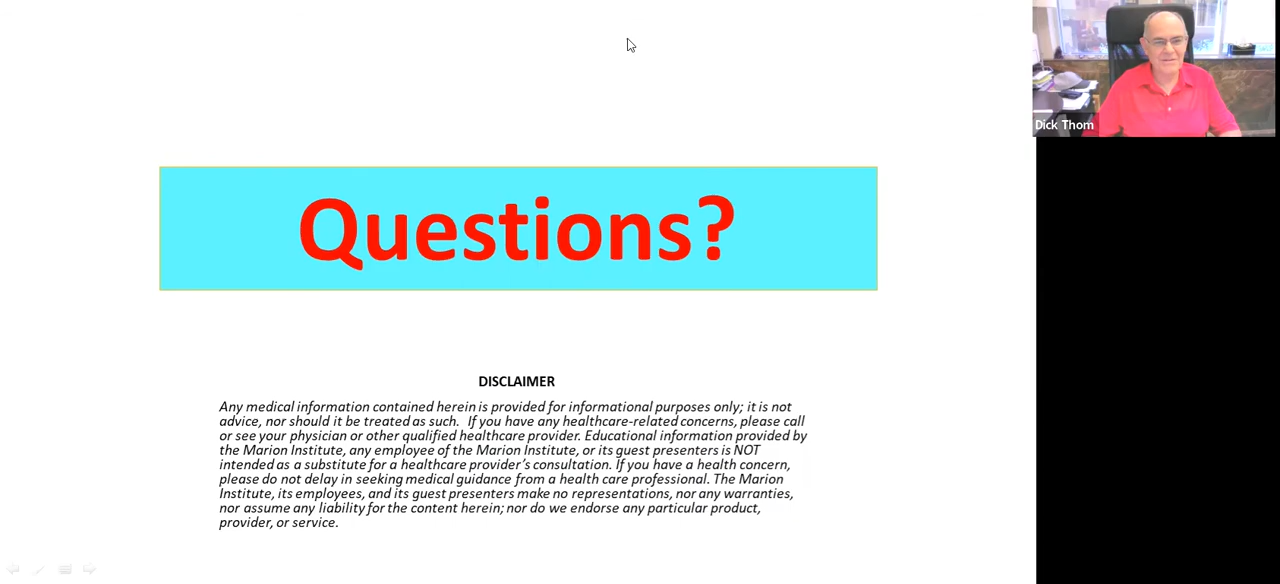 Dick Thom
Questions?
DISCLAIMER
Any medical information contained herein is provided for informational purposes only; it is not
advice, nor should it be treated as such.  If you have any healthcare-related concerns, please call
or see your physician or other qualified healthcare provider. Educational information provided by
the Marion Institute, any employee of the Marion Institute, or its guest presenters is NOT
intended as a substitute for a healthcare provider's consultation. If you have a health concern,
please do not delay in seeking medical guidance from a health care professional. The Marion
Institute, its employees, and its guest presenters make no representations, nor any warranties,
nor assume any liability for the content herein; nor do we endorse any particular product,
provider, or service.